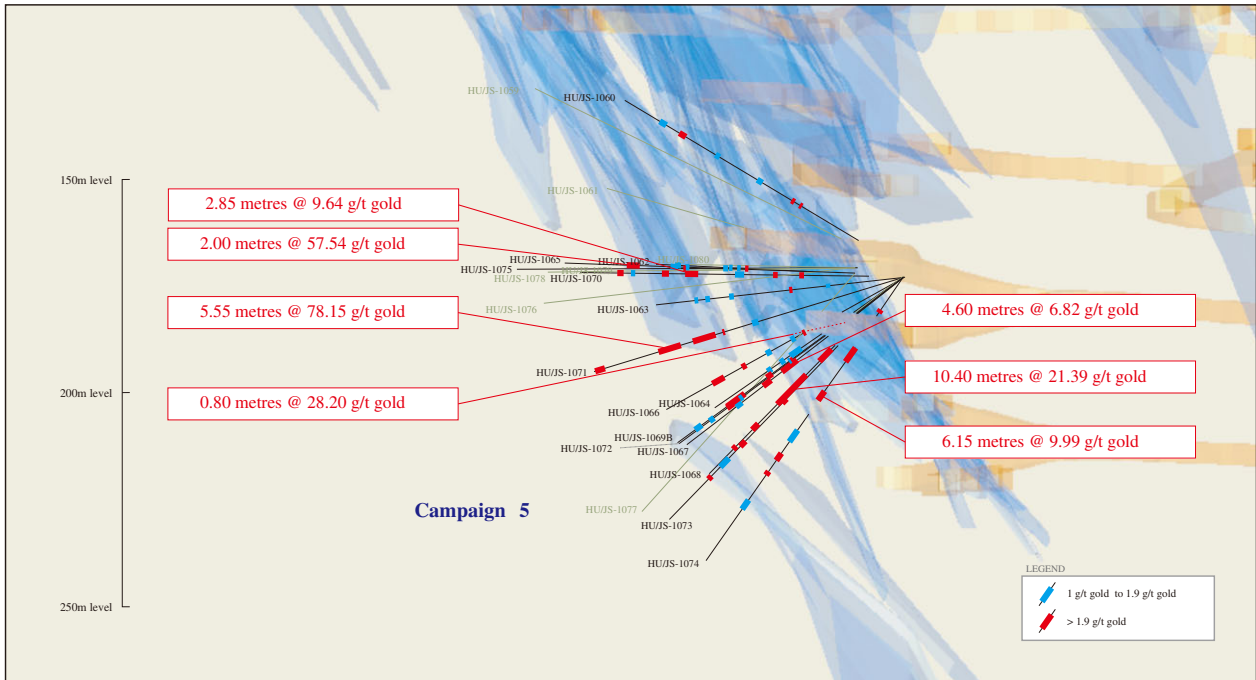 HU/JS-1059
HU/JS-1060
150m level
HU/JS-1061
2.85 metres @ 9.64 g/t gold
2.00 metres @ 57.54 g/t gold
HU/JS-1065
HU/JS-1062
HU/JS-1075
HU/JS-1078
HU/JS-1070
HU/JS-1076
HU/JS-1063
5.55 metres @ 78.15 g/t gold
4.60 metres @ 6.82 g/t gold
HU/JS-1071
10.40 metres @ 21.39 g/t gold
200m level
0.80 metres @ 28.20 g/t gold
HU/JS-1064
HU/JS-1066
6.15 metres @ 9.99 g/t gold
HU/JS-1069B
HU/JS-1072
HU/JS-1067
HU/JS-1068
Campaign 5
HU/JS-1077
HU/JS-1073
HU/JS-1074
LEGEND
1 g/t gold to 1.9 g/t gold
> 1.9 g/t gold
250m level